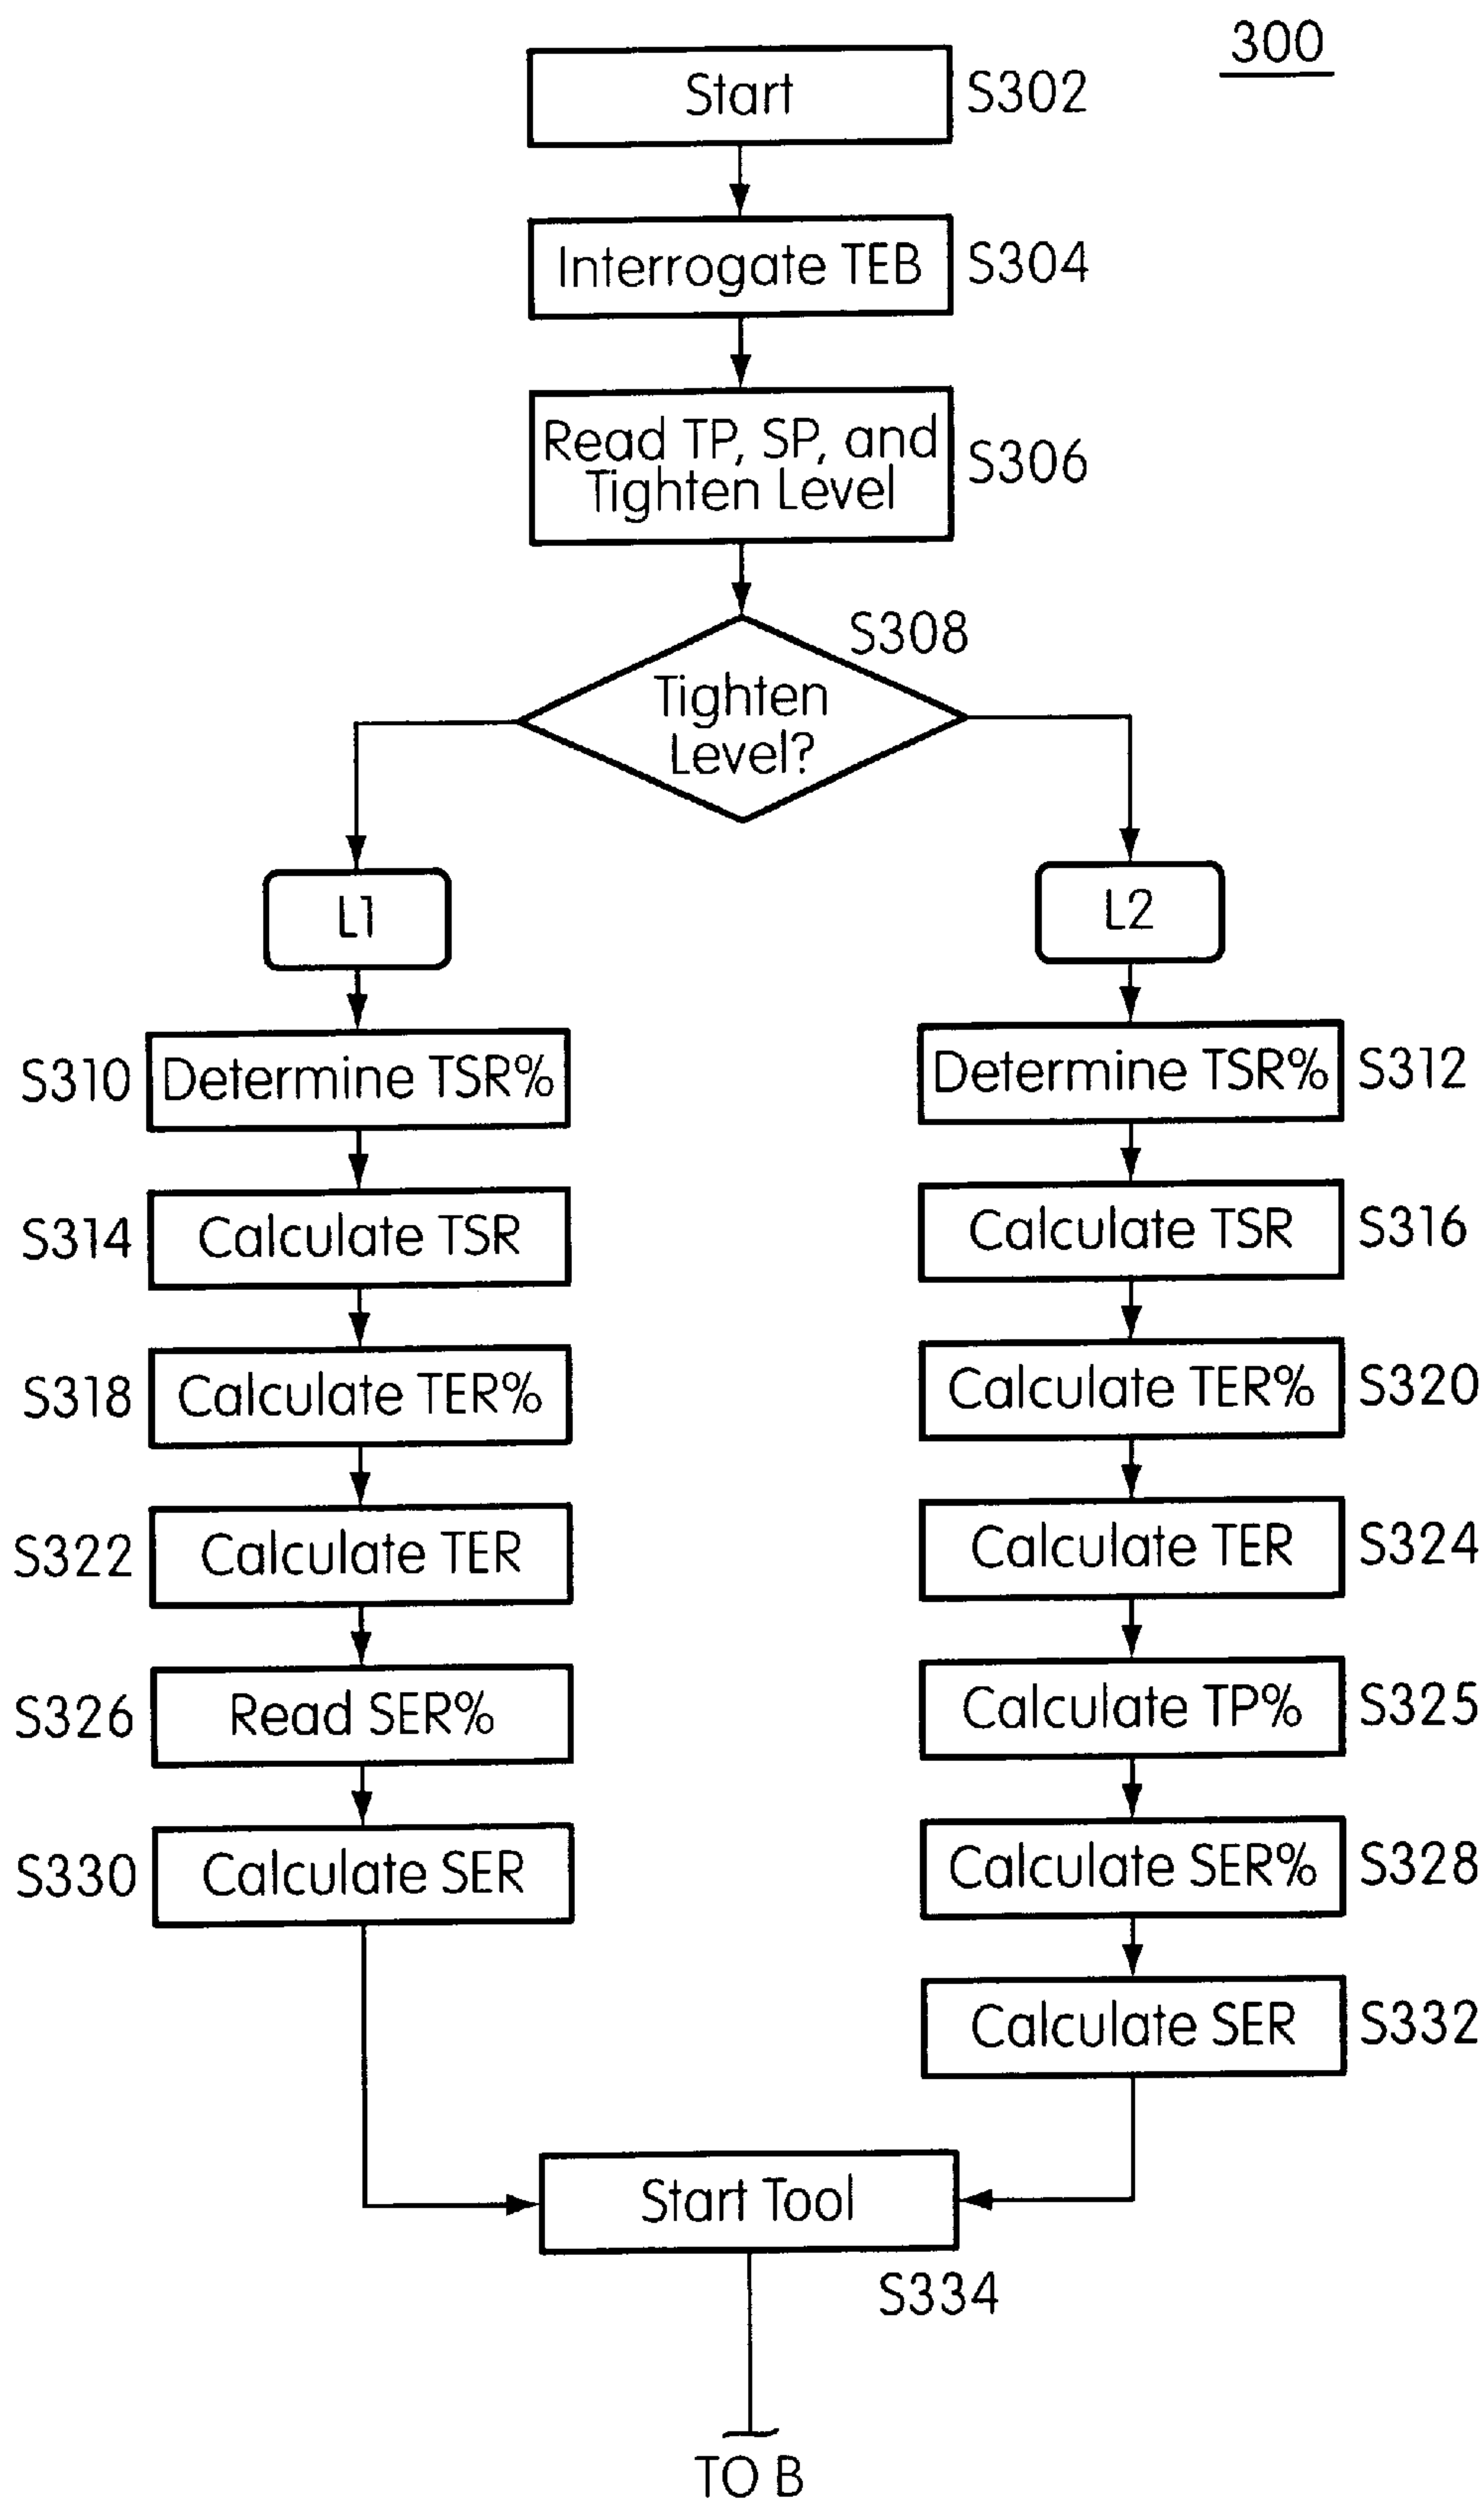 300
Start
S302
Interrogate TEB
S304
Read TP, SP, and
Tighten Level
S306
S308
Tighten
Level?
L1
L2
S310
Determine TSR%
Determine TSR%
S312
S314
Calculate TSR
Calculate TSR
S316
S318
Calculate TER%
Calculate TER%
S320
S322
Calculate TER
Calculate TER
S324
S326
Read SER%
Calculate TP%
S325
S330
Calculate SER
Calculate SER%
S328
Calculate SER
S332
Start Tool
S334
TO B